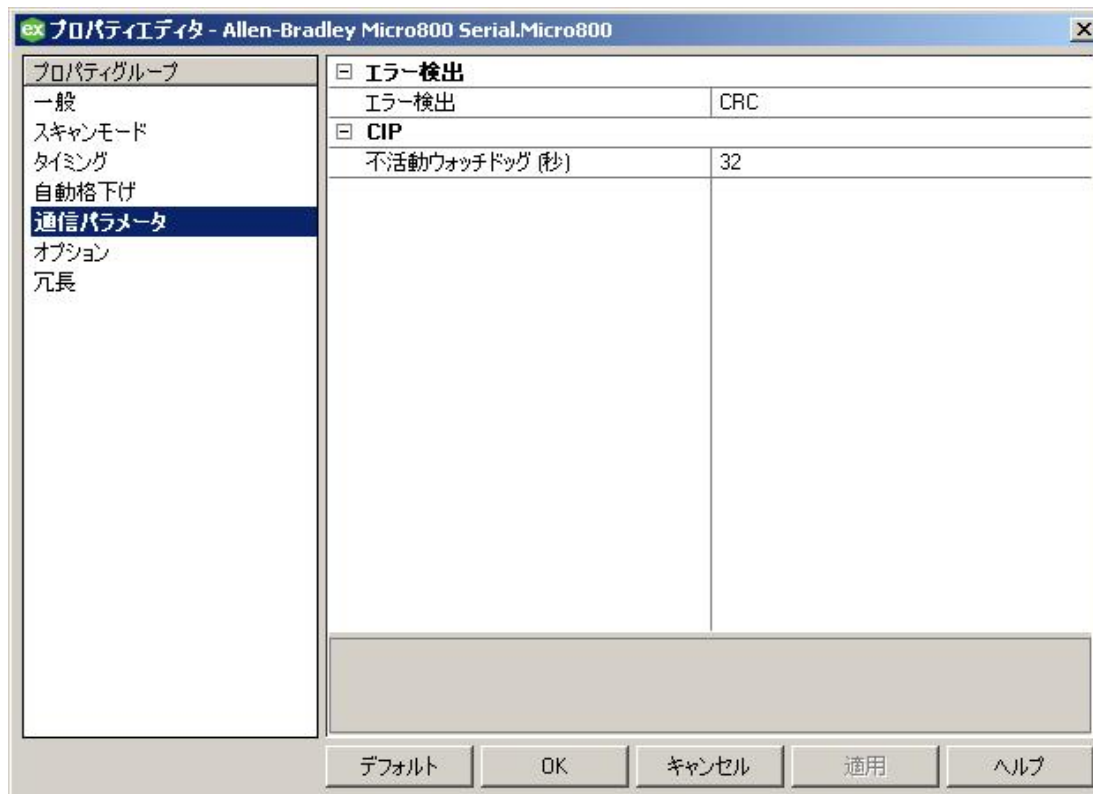 ex プロパティエディタ - Allen-Bradley Micro800 Serial.Micro800
プロパティグループ
一般
スキャンモード
タイミング
自動格下げ
通信パラメータ
オプション
冗長
エラー検出
エラー検出 CRC
CIP
不活動ウォッチドッグ (秒) 32
デフォルト OK キャンセル 適用 ヘルプ